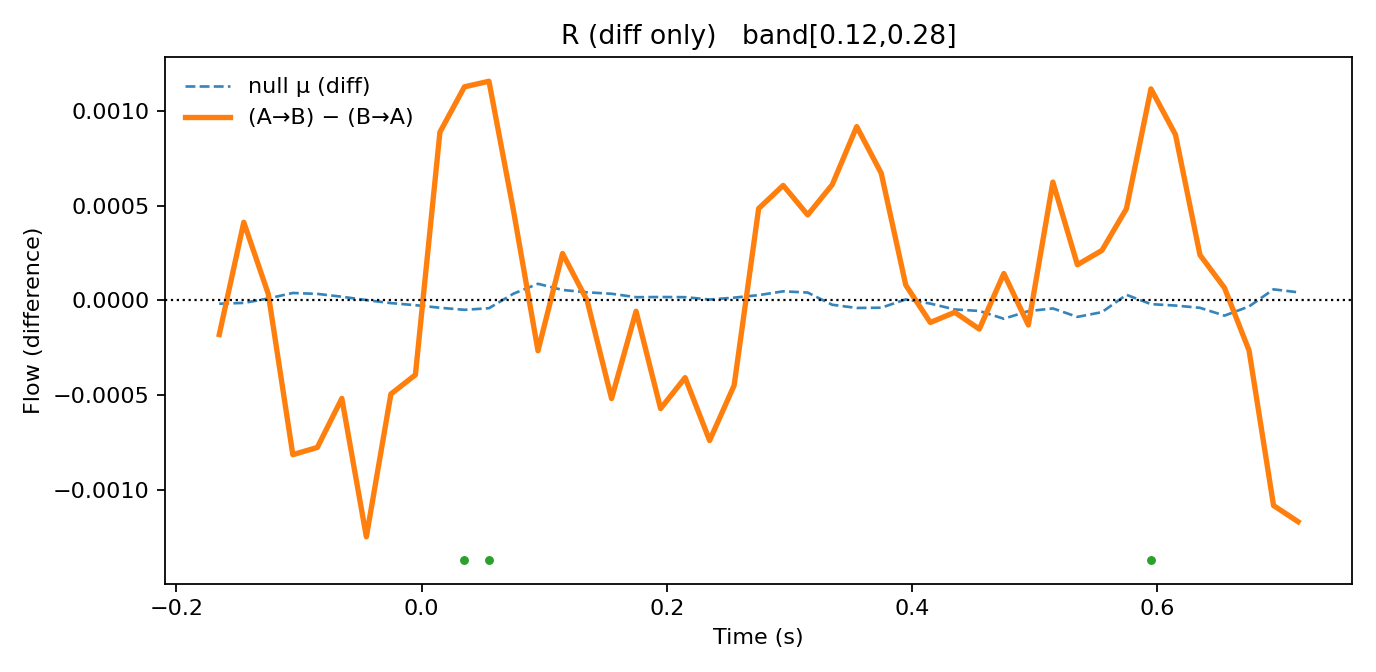 R (diff only)   band[0.12,0.28]
null μ (diff)
(A→B) − (B→A)
Flow (difference)
0.0010
0.0005
0.0000
−0.0005
−0.0010
−0.2
0.0
0.2
0.4
0.6
Time (s)